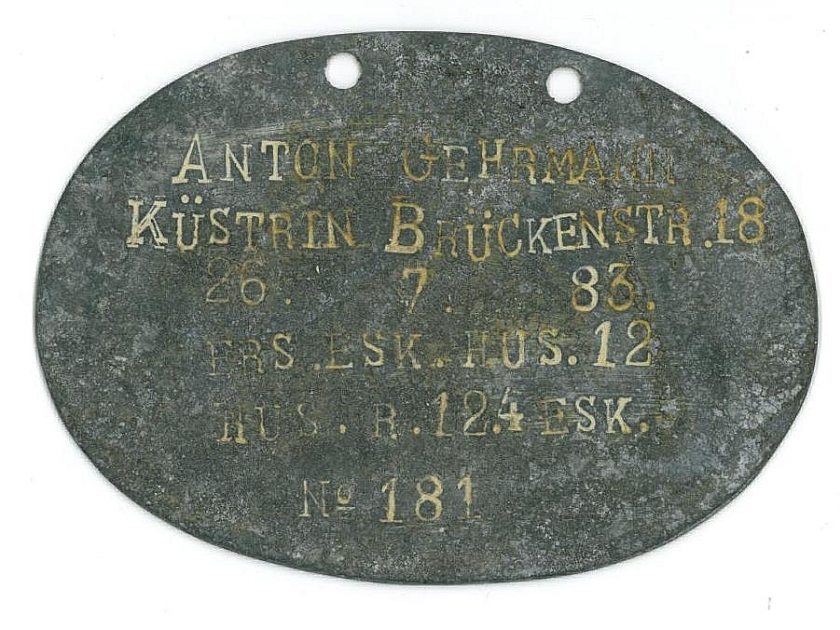 ANTON GEHRMANN
KÜSTRIN BRÜCKENSTR.18
26. 7. 83.
ERS.ESK.HUS.12
HUS.R.12.4 ESK.
No 181